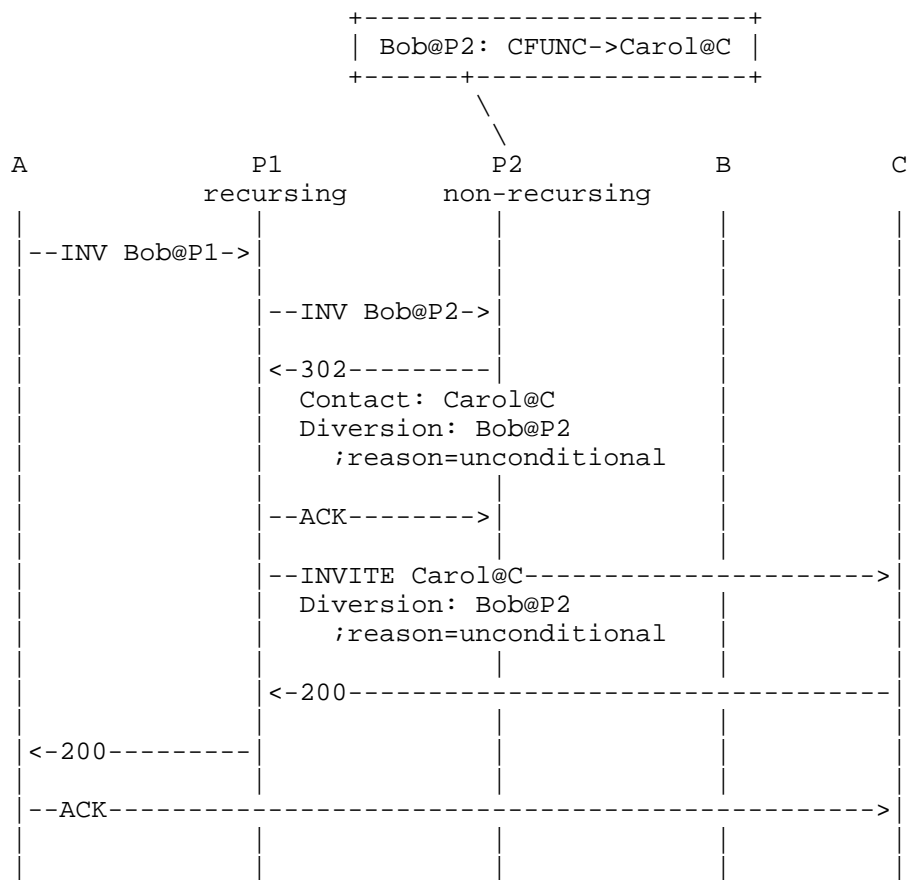 Bob@P2: CFUNC->Carol@C
A P1 P2 B C
recursing non-recursing
--INV Bob@P1->
--INV Bob@P2->
<-302---------
Contact: Carol@C
Diversion: Bob@P2
;reason=unconditional
--ACK-------->
--INVITE Carol@C--------------------->
Diversion: Bob@P2
;reason=unconditional
<-200---------------------------------
<-200---------
--ACK---------------------------------------------->